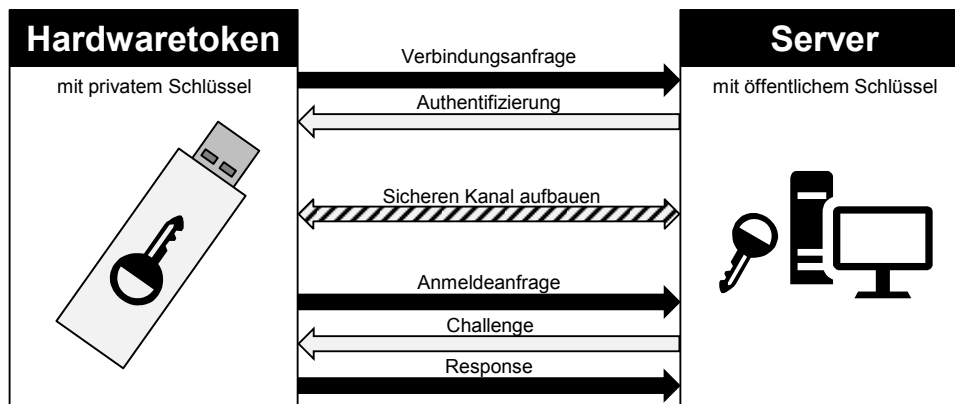 Hardwaretoken
mit privatem Schlüssel
Verbindungsanfrage
Authentifizierung
Sicheren Kanal aufbauen
Anmeldeanfrage
Challenge
Response
Server
mit öffentlichem Schlüssel